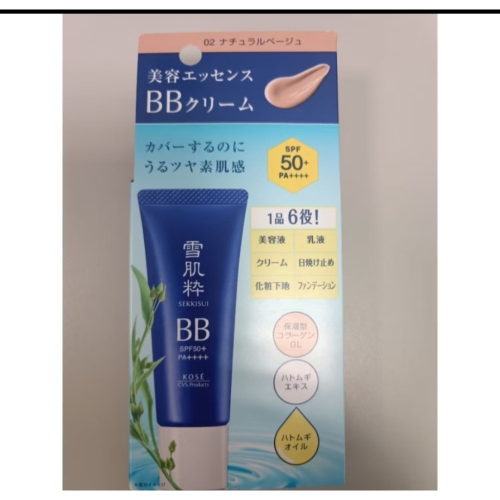 02 ナチュラルベージュ
美容エッセンス
BBクリーム
カバーするのに
うるツヤ素肌感
SPF
50+
PA++++
1品 6役!
美容液 乳液
クリーム 日焼け止め
化粧下地 ファンデーション
雪肌粋
SEKKISUI
BB
SPF50+
PA++++
KOSÉ
保湿型
コラーゲン
GL
ハトムギ
エキス
ハトムギ
オイル